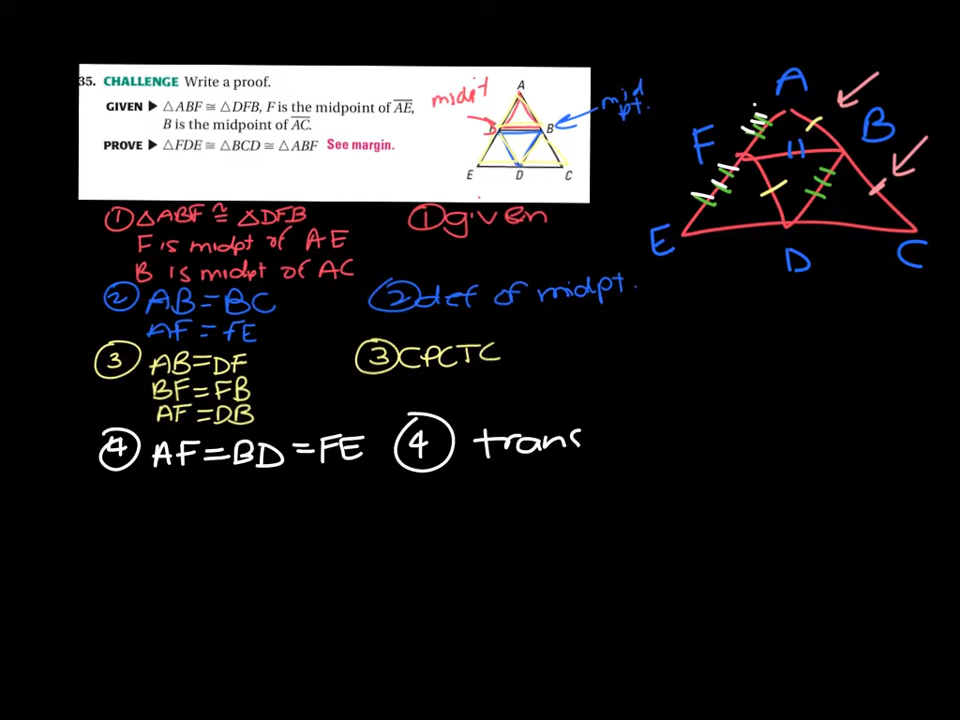 35. CHALLENGE Write a proof.
GIVEN ▶ △ABF ≅ △DFB, F is the midpoint of AE,
B is the midpoint of AC.
PROVE ▶ △FDE ≅ △BCD ≅ △ABF See margin.
midpt
mid
pt.
A
B
E D C
A
B
F
E
D
C
① △ABF ≅ △DFB ① given
F is midpt of AE
B is midpt of AC
② AB=BC ② def of midpt.
AF = FE
③ AB=DF ③ CPCTC
BF=FB
AF=DB
④ AF=BD=FE ④ trans